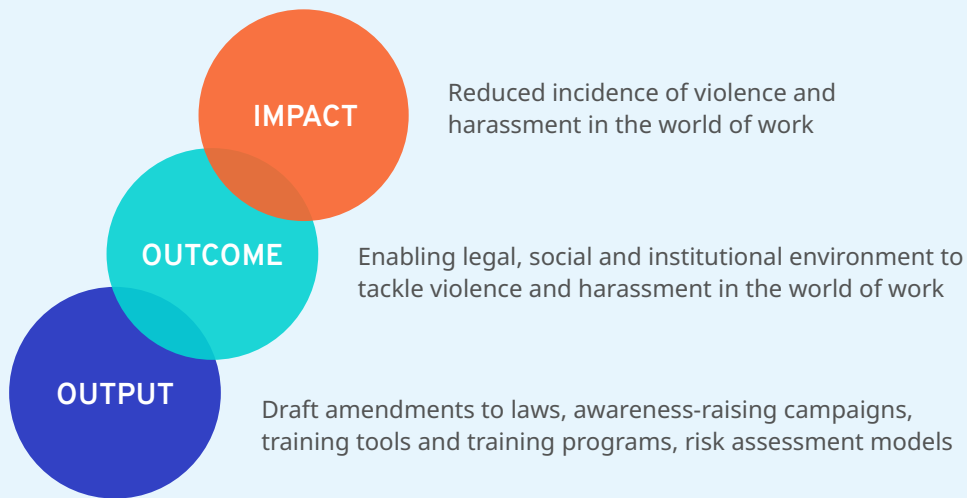 IMPACT
Reduced incidence of violence and
harassment in the world of work
OUTCOME
Enabling legal, social and institutional environment to
tackle violence and harassment in the world of work
OUTPUT
Draft amendments to laws, awareness-raising campaigns,
training tools and training programs, risk assessment models